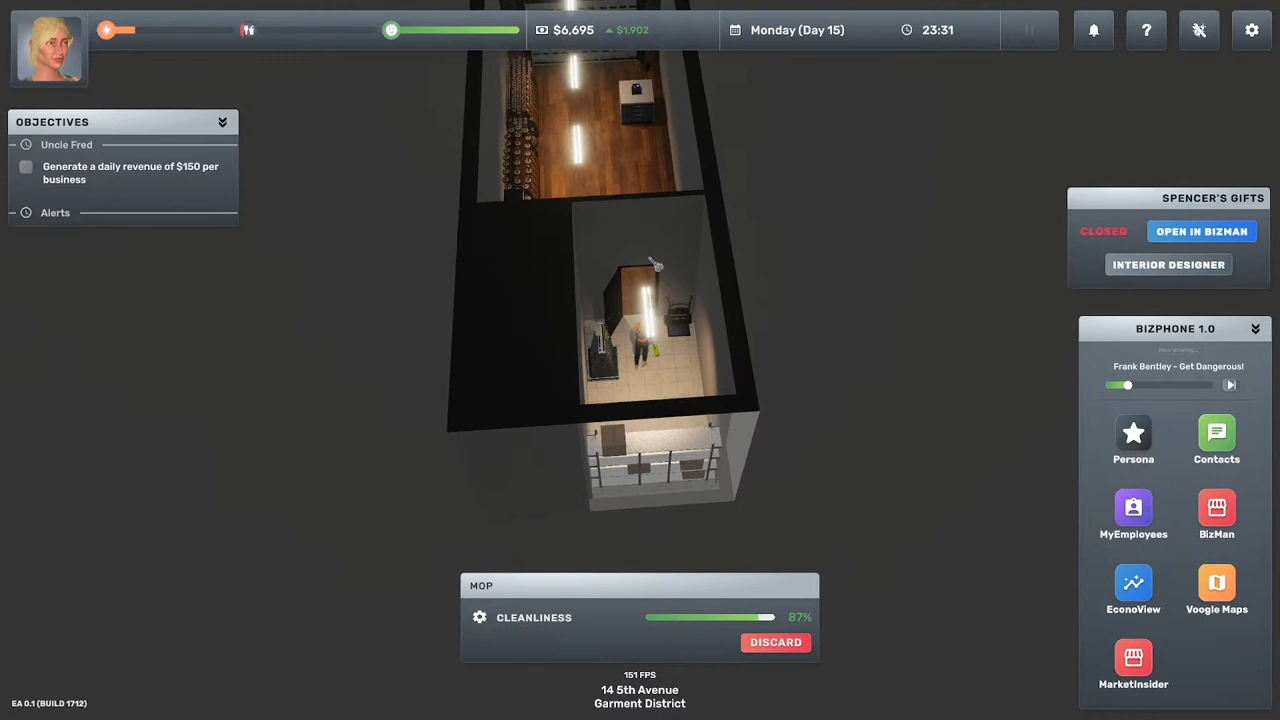 $6,695
$1,902
Monday (Day 15)
23:31
?
OBJECTIVES
Uncle Fred
Generate a daily revenue of $150 per
business
Alerts
SPENCER'S GIFTS
CLOSED
OPEN IN BIZMAN
INTERIOR DESIGNER
BIZPHONE 1.0
Now playing...
Frank Bentley - Get Dangerous!
Persona
Contacts
MyEmployees
BizMan
EconoView
Voogle Maps
MarketInsider
MOP
CLEANLINESS
87%
DISCARD
151 FPS
14 5th Avenue
Garment District
EA 0.1 (BUILD 1712)